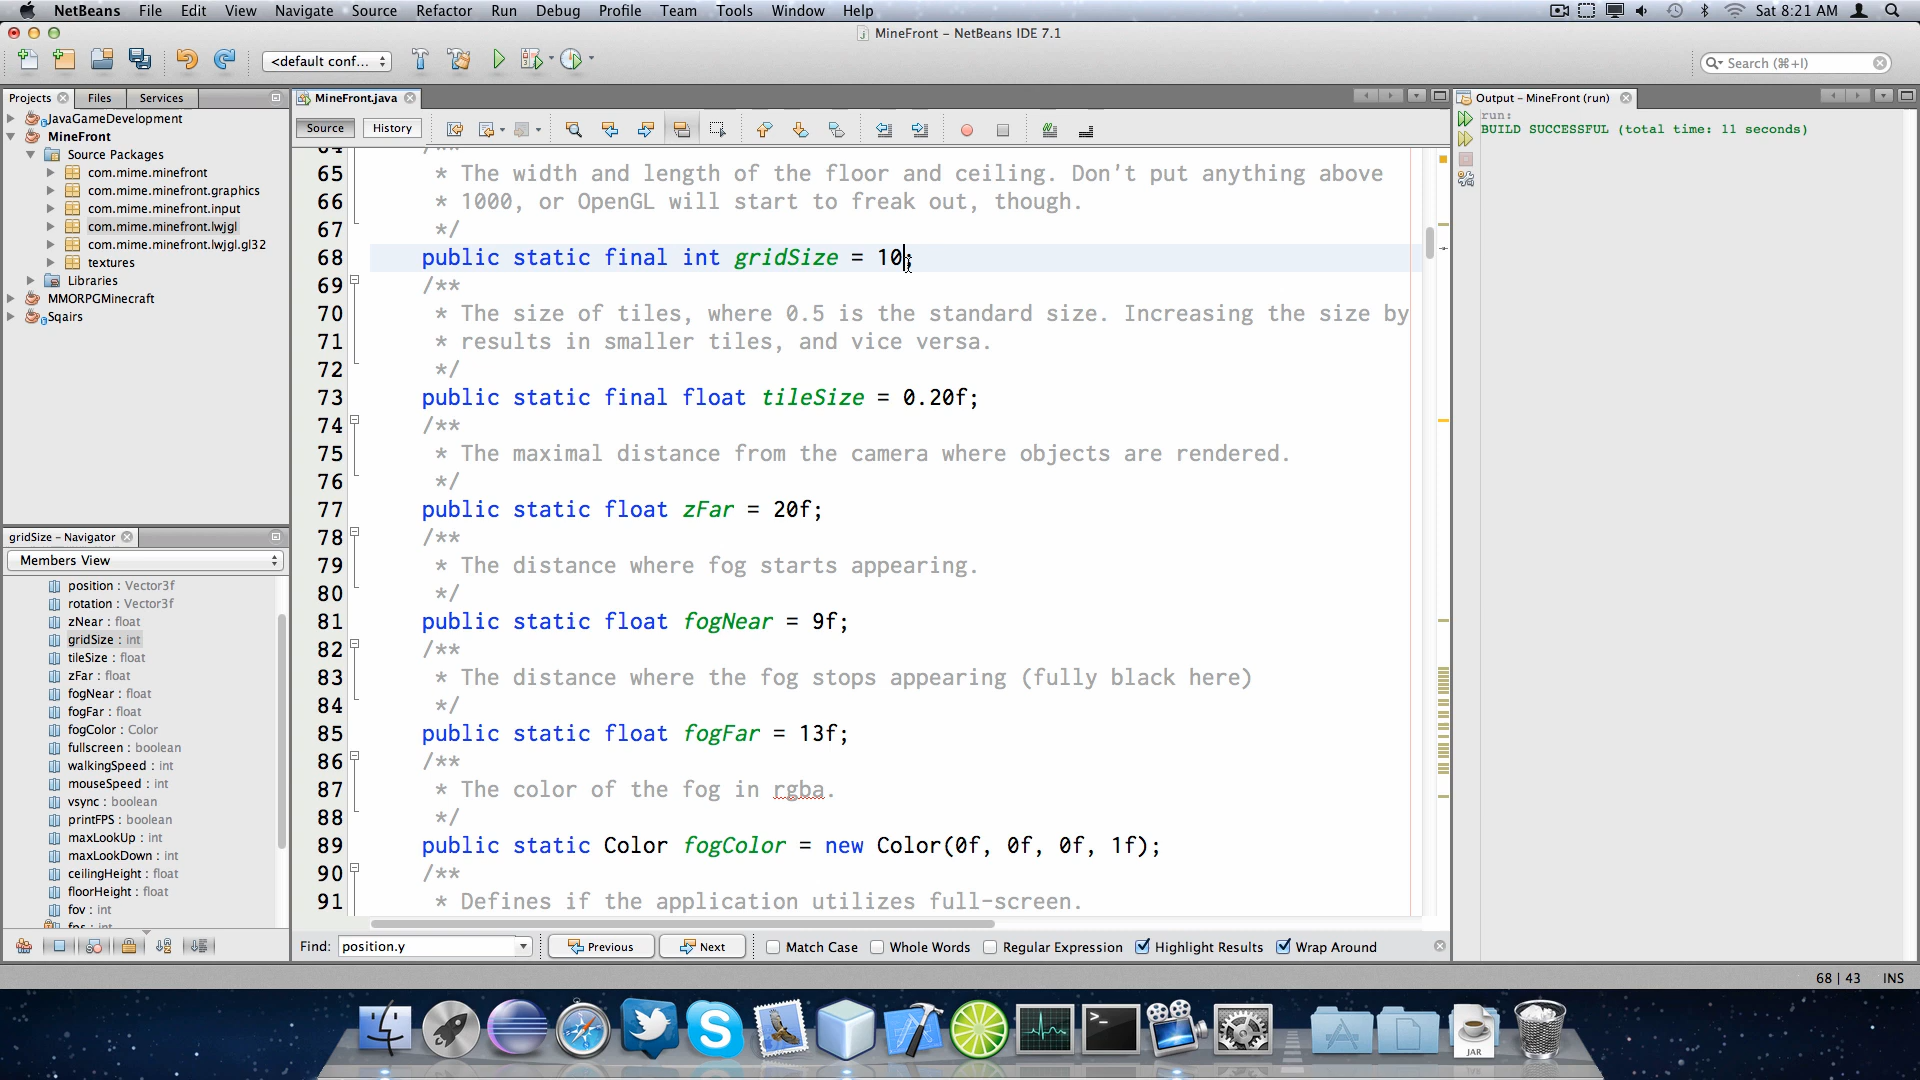 NetBeans File Edit View Navigate Source Refactor Run Debug Profile Team Tools Window Help Sat 8:21 AM
MineFront – NetBeans IDE 7.1
<default conf... Search (⌘+I)
Projects Files Services
JavaGameDevelopment
MineFront
Source Packages
com.mime.minefront
com.mime.minefront.graphics
com.mime.minefront.input
com.mime.minefront.lwjgl
com.mime.minefront.lwjgl.gl32
textures
Libraries
MMORPGMinecraft
Sqairs
gridSize – Navigator
Members View
position : Vector3f
rotation : Vector3f
zNear : float
gridSize : int
tileSize : float
zFar : float
fogNear : float
fogFar : float
fogColor : Color
fullscreen : boolean
walkingSpeed : int
mouseSpeed : int
vsync : boolean
printFPS : boolean
maxLookUp : int
maxLookDown : int
ceilingHeight : float
floorHeight : float
fov : int
fps : int
MineFront.java
Source History
64 /**
65 * The width and length of the floor and ceiling. Don't put anything above
66 * 1000, or OpenGL will start to freak out, though.
67 */
68 public static final int gridSize = 10;
69 /**
70 * The size of tiles, where 0.5 is the standard size. Increasing the size by
71 * results in smaller tiles, and vice versa.
72 */
73 public static final float tileSize = 0.20f;
74 /**
75 * The maximal distance from the camera where objects are rendered.
76 */
77 public static float zFar = 20f;
78 /**
79 * The distance where fog starts appearing.
80 */
81 public static float fogNear = 9f;
82 /**
83 * The distance where the fog stops appearing (fully black here)
84 */
85 public static float fogFar = 13f;
86 /**
87 * The color of the fog in rgba.
88 */
89 public static Color fogColor = new Color(0f, 0f, 0f, 1f);
90 /**
91 * Defines if the application utilizes full-screen.
Find: position.y Previous Next Match Case Whole Words Regular Expression Highlight Results Wrap Around
Output – MineFront (run)
run:
BUILD SUCCESSFUL (total time: 11 seconds)
68 | 43 INS
JAR